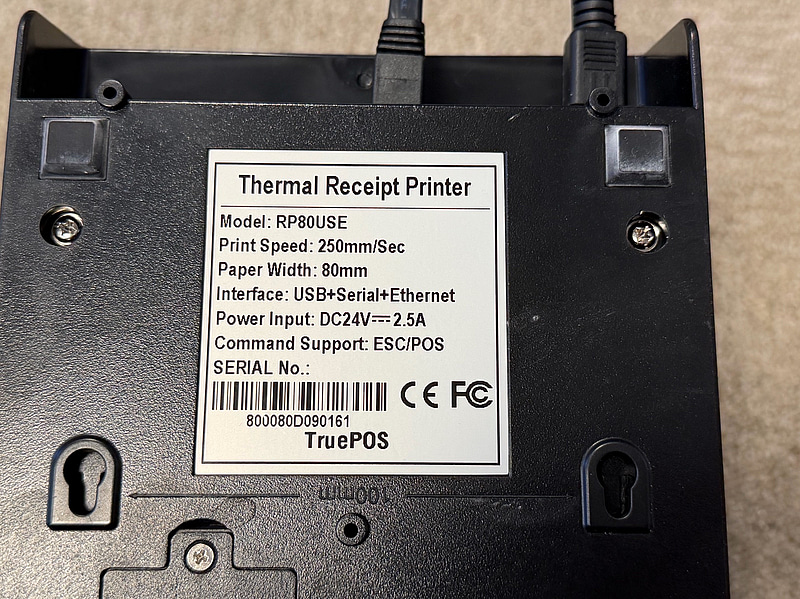 Thermal Receipt Printer
Model: RP80USE
Print Speed: 250mm/Sec
Paper Width: 80mm
Interface: USB+Serial+Ethernet
Power Input: DC24V⎓2.5A
Command Support: ESC/POS
SERIAL No.:
CE FC
800080D090161
TruePOS
100mm